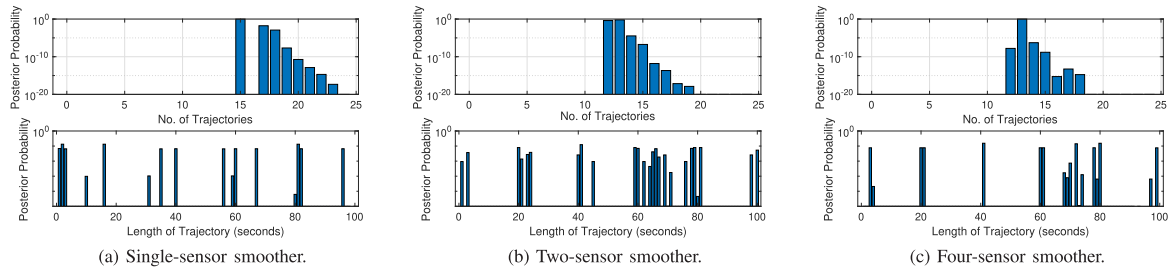 Posterior Probability
10^0
10^-10
10^-20
0 5 10 15 20 25
No. of Trajectories
Posterior Probability
10^0
0 20 40 60 80 100
Length of Trajectory (seconds)
(a) Single-sensor smoother.
Posterior Probability
10^0
10^-10
10^-20
0 5 10 15 20 25
No. of Trajectories
Posterior Probability
10^0
0 20 40 60 80 100
Length of Trajectory (seconds)
(b) Two-sensor smoother.
Posterior Probability
10^0
10^-10
10^-20
0 5 10 15 20 25
No. of Trajectories
Posterior Probability
10^0
0 20 40 60 80 100
Length of Trajectory (seconds)
(c) Four-sensor smoother.